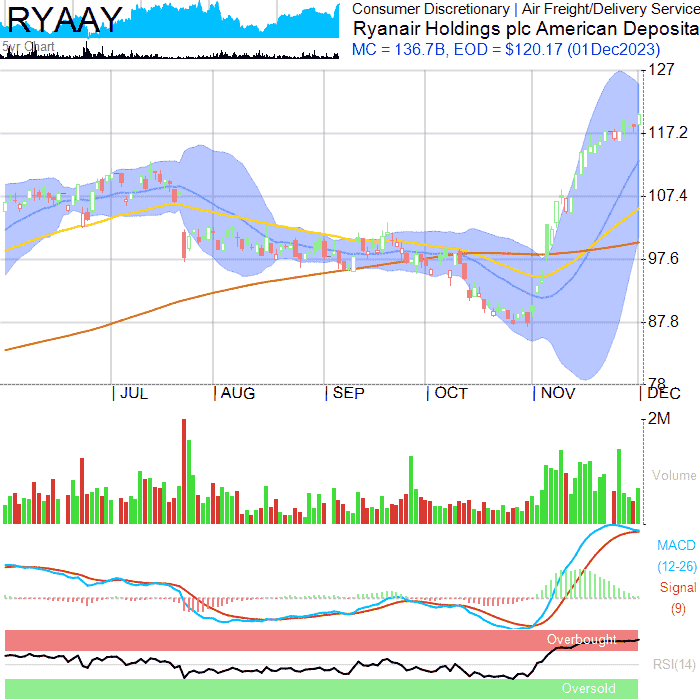 RYAAY
5yr Chart
Consumer Discretionary | Air Freight/Delivery Service
Ryanair Holdings plc American Deposita
MC = 136.7B, EOD = $120.17 (01Dec2023)
127
117.2
107.4
97.6
87.8
78
JUL AUG SEP OCT NOV DEC
2M
Volume
MACD
(12-26)
Signal
(9)
Overbought
RSI(14)
Oversold